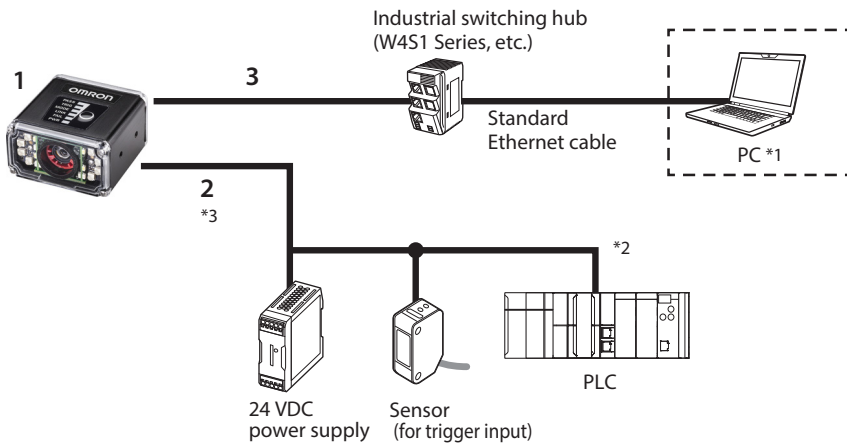 Industrial switching hub
(W4S1 Series, etc.)
1
3
OMRON
Standard
Ethernet cable
PC *1
2
*3
*2
PLC
24 VDC
power supply
Sensor
(for trigger input)